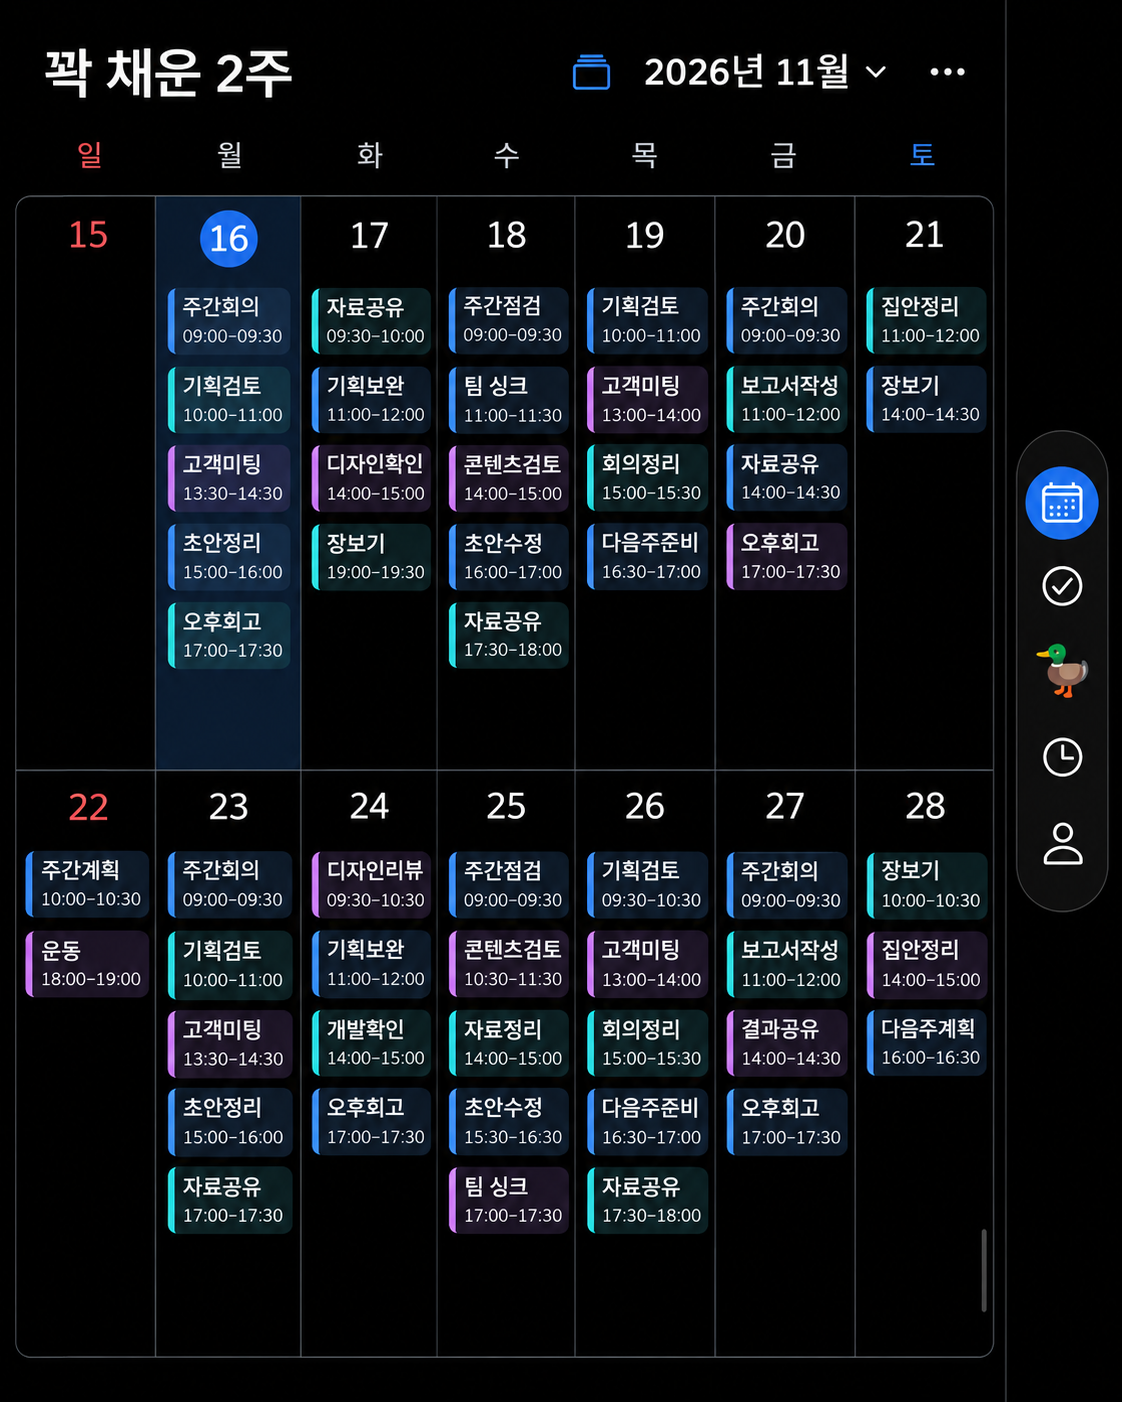 꽉 채운 2주
2026년 11월
일 월 화 수 목 금 토
15
16
주간회의
09:00–09:30
기획검토
10:00–11:00
고객미팅
13:30–14:30
초안정리
15:00–16:00
오후회고
17:00–17:30
17
자료공유
09:30–10:00
기획보완
11:00–12:00
디자인확인
14:00–15:00
장보기
19:00–19:30
18
주간점검
09:00–09:30
팀 싱크
11:00–11:30
콘텐츠검토
14:00–15:00
초안수정
16:00–17:00
자료공유
17:30–18:00
19
기획검토
10:00–11:00
고객미팅
13:00–14:00
회의정리
15:00–15:30
다음주준비
16:30–17:00
20
주간회의
09:00–09:30
보고서작성
11:00–12:00
자료공유
14:00–14:30
오후회고
17:00–17:30
21
집안정리
11:00–12:00
장보기
14:00–14:30
22
주간계획
10:00–10:30
운동
18:00–19:00
23
주간회의
09:00–09:30
기획검토
10:00–11:00
고객미팅
13:30–14:30
초안정리
15:00–16:00
자료공유
17:00–17:30
24
디자인리뷰
09:30–10:30
기획보완
11:00–12:00
개발확인
14:00–15:00
오후회고
17:00–17:30
25
주간점검
09:00–09:30
콘텐츠검토
10:30–11:30
자료정리
14:00–15:00
초안수정
15:30–16:30
팀 싱크
17:00–17:30
26
기획검토
09:30–10:30
고객미팅
13:00–14:00
회의정리
15:00–15:30
다음주준비
16:30–17:00
자료공유
17:30–18:00
27
주간회의
09:00–09:30
보고서작성
11:00–12:00
결과공유
14:00–14:30
오후회고
17:00–17:30
28
장보기
10:00–10:30
집안정리
14:00–15:00
다음주계획
16:00–16:30